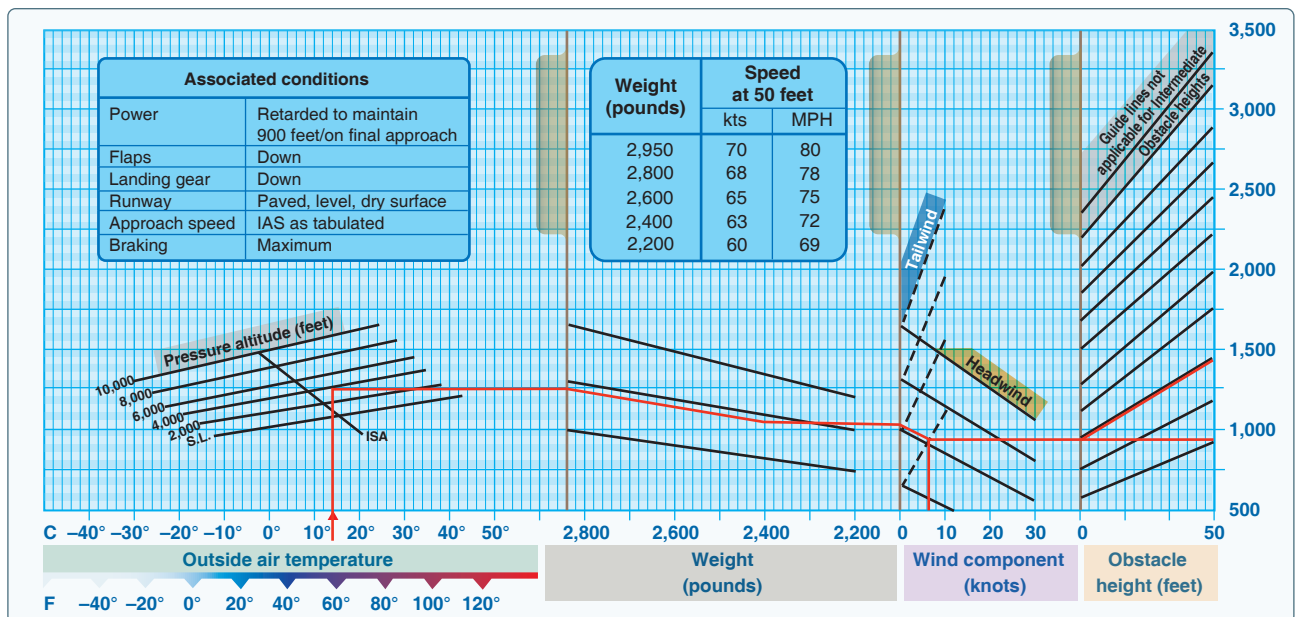 Associated conditions
Power Retarded to maintain
900 feet/on final approach
Flaps Down
Landing gear Down
Runway Paved, level, dry surface
Approach speed IAS as tabulated
Braking Maximum
Weight
(pounds)
Speed
at 50 feet
kts MPH
2,950 70 80
2,800 68 78
2,600 65 75
2,400 63 72
2,200 60 69
Pressure altitude (feet)
10,000
8,000
6,000
4,000
2,000
S.L.
ISA
Tailwind
Headwind
Guide lines not
applicable for Intermediate
Obstacle heights
3,500
3,000
2,500
2,000
1,500
1,000
500
C –40° –30° –20° –10° 0° 10° 20° 30° 40° 50° 2,800 2,600 2,400 2,200 0 10 20 30 0 50
Outside air temperature
F –40° –20° 0° 20° 40° 60° 80° 100° 120°
Weight
(pounds)
Wind component
(knots)
Obstacle
height (feet)